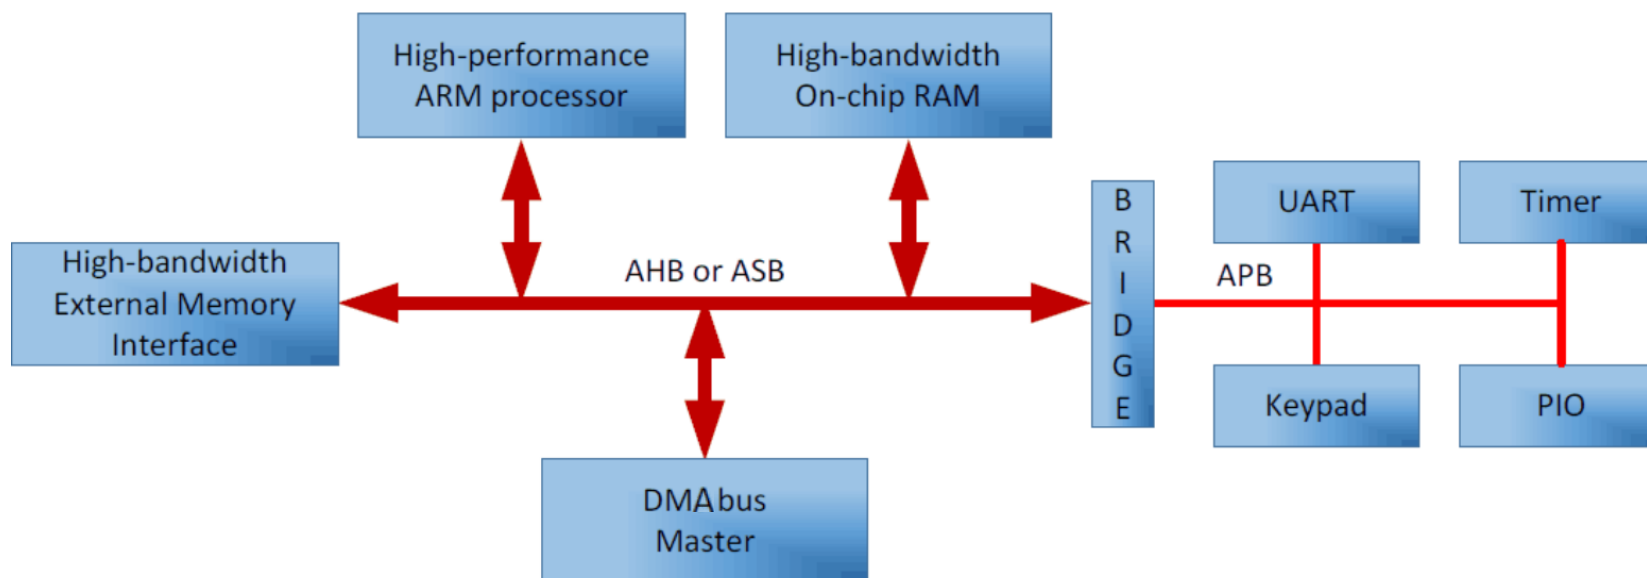 High-performance
ARM processor
High-bandwidth
On-chip RAM
High-bandwidth
External Memory
Interface
AHB or ASB
DMA bus
Master
B
R
I
D
G
E
UART
Timer
APB
Keypad
PIO